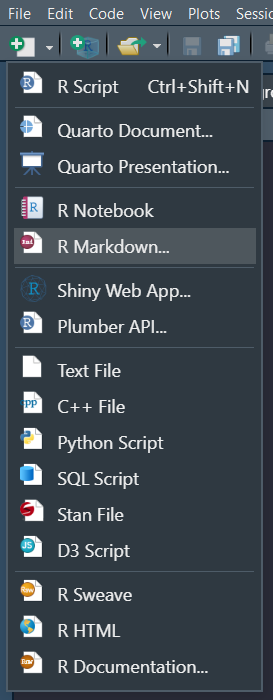 File Edit Code View Plots Sessi
R Script Ctrl+Shift+N
Quarto Document...
Quarto Presentation...
R Notebook
R Markdown...
Shiny Web App...
Plumber API...
Text File
C++ File
Python Script
SQL Script
Stan File
D3 Script
R Sweave
R HTML
R Documentation...